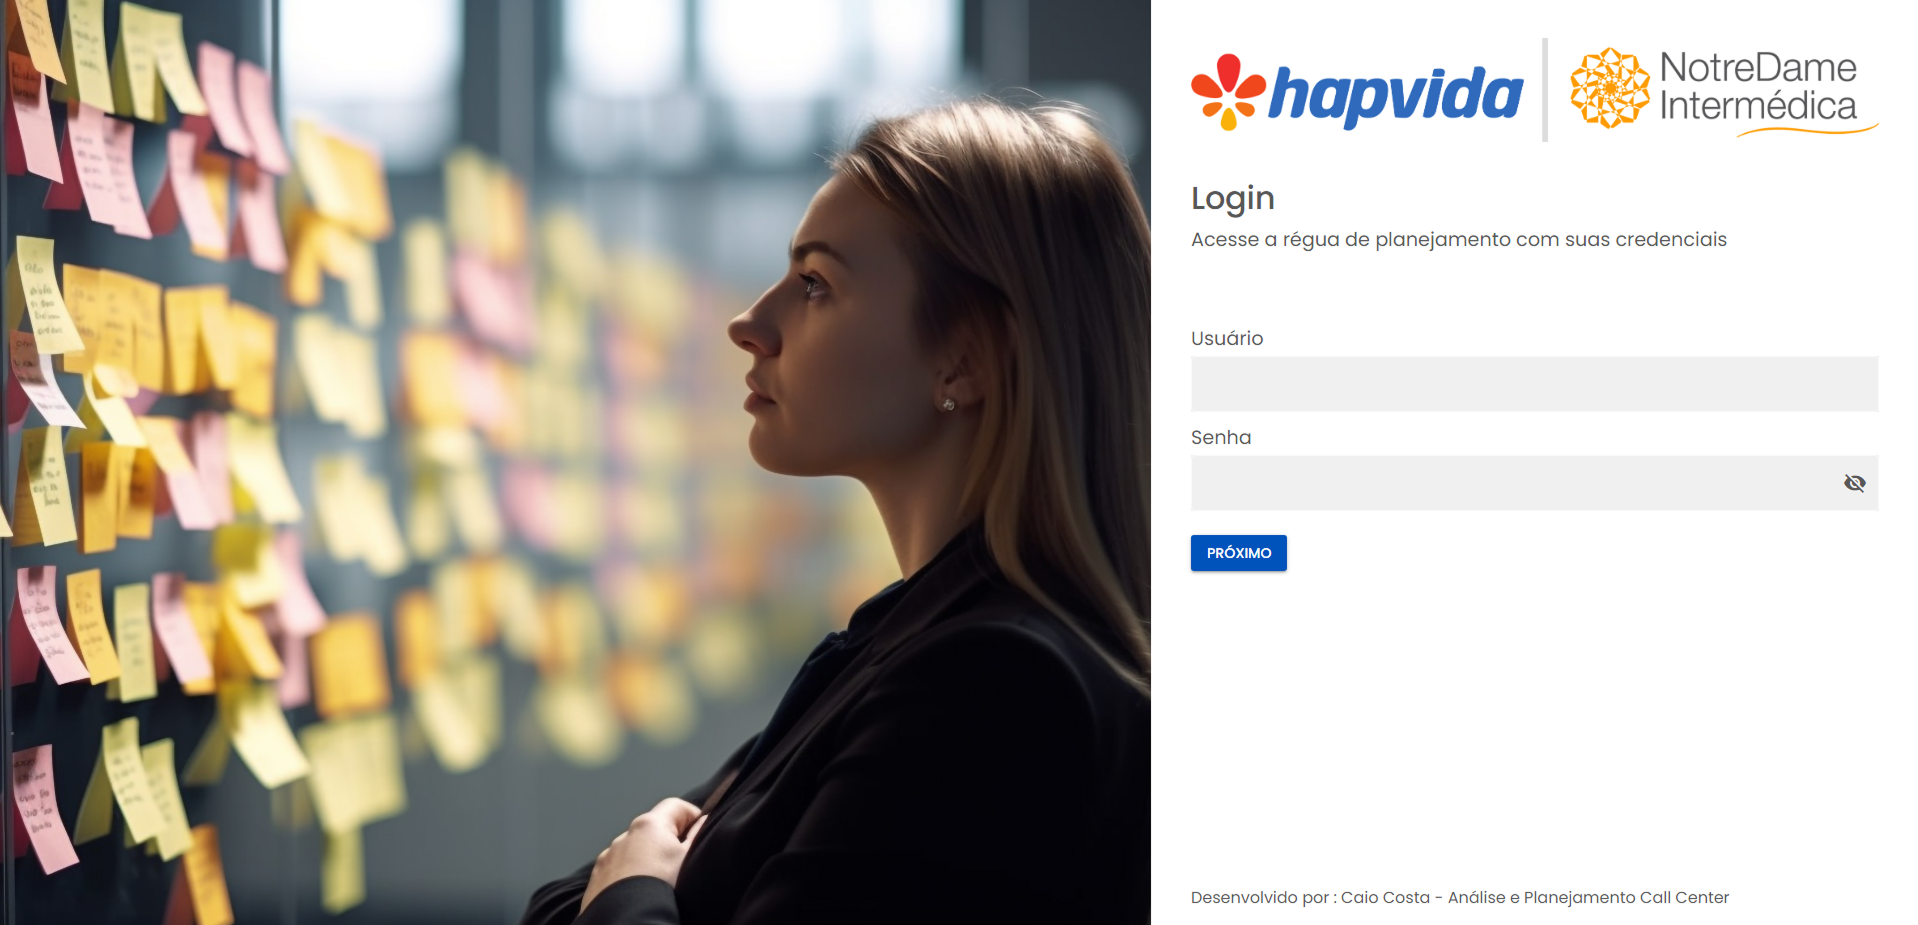 hapvida
NotreDame
Intermédica
Login
Acesse a régua de planejamento com suas credenciais
Usuário
Senha
PRÓXIMO
Desenvolvido por : Caio Costa - Análise e Planejamento Call Center